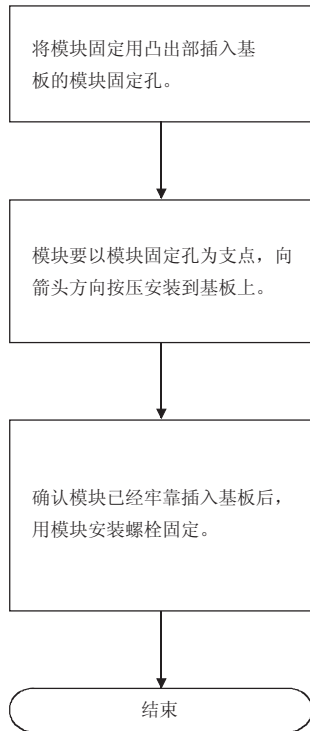 将模块固定用凸出部插入基
板的模块固定孔。
模块要以模块固定孔为支点，向
箭头方向按压安装到基板上。
确认模块已经牢靠插入基板后，
用模块安装螺栓固定。
结束